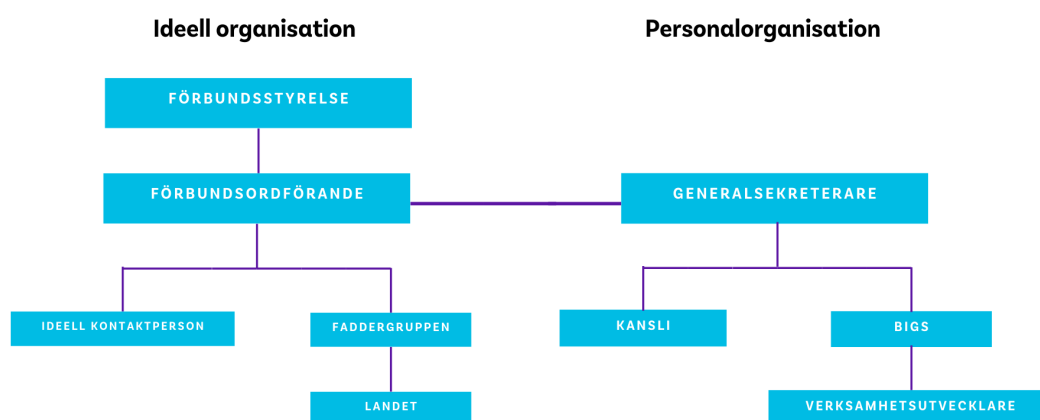 Ideell organisation
Personalorganisation
FÖRBUNDSSTYRELSE
FÖRBUNDSORDFÖRANDE
GENERALSEKRETERARE
IDEELL KONTAKTPERSON
FADDERGRUPPEN
KANSLI
BIGS
LANDET
VERKSAMHETSUTVECKLARE